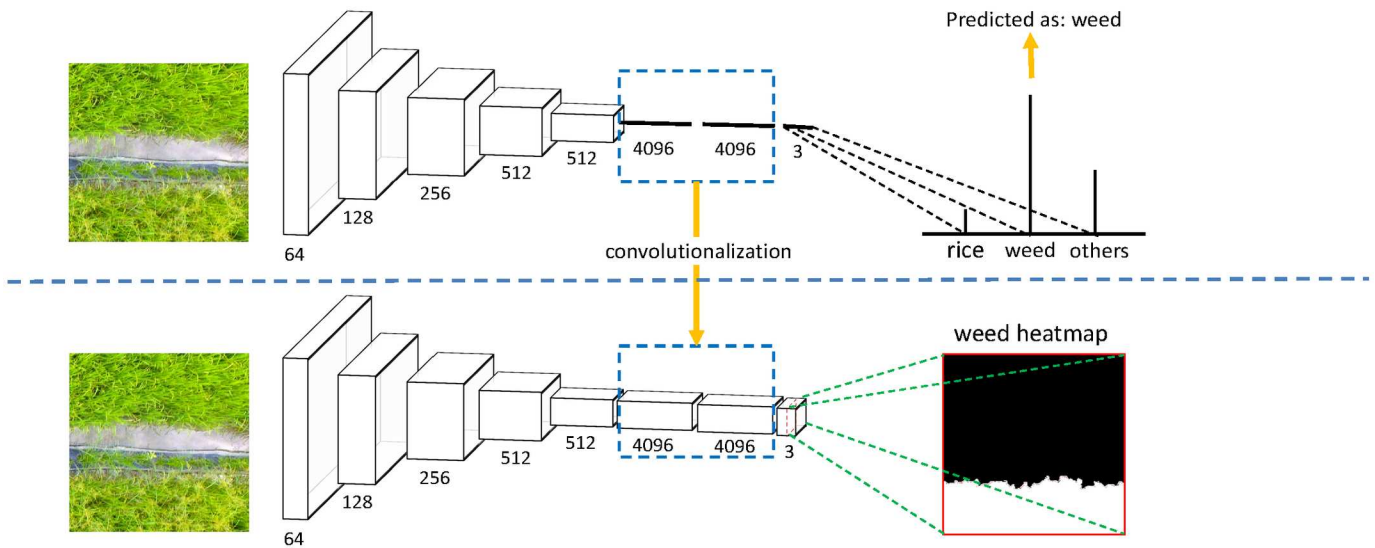 Predicted as: weed
64
128
256
512
512
4096
4096
3
rice
weed
others
convolutionalization
weed heatmap
64
128
256
512
512
4096
4096
3